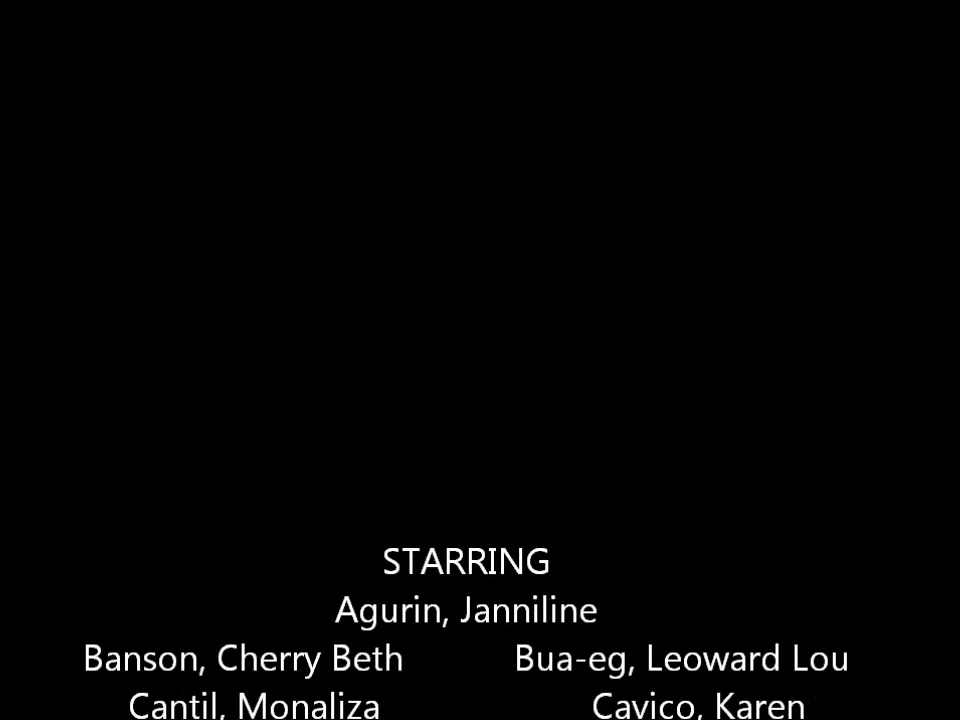 STARRING
Agurin, Janniline
Banson, Cherry Beth Bua-eg, Leoward Lou
Cantil, Monaliza Cavico, Karen